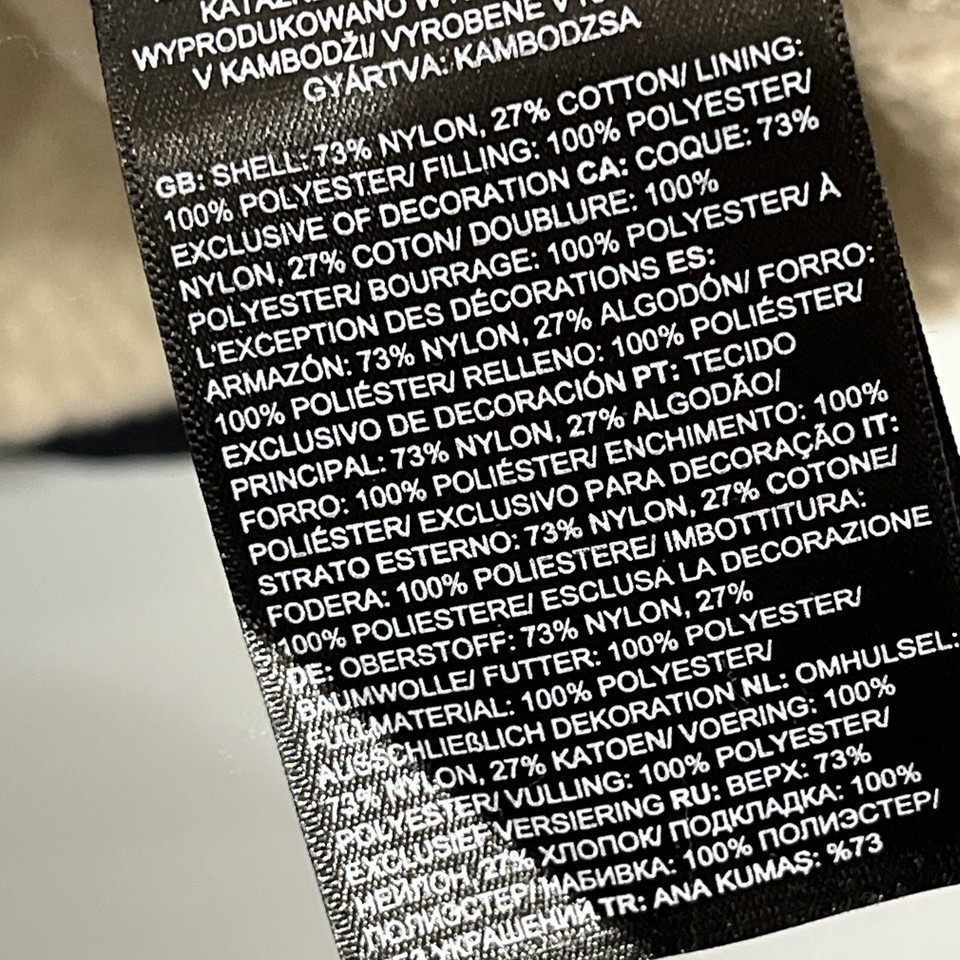 WYPRODUKOWANO W
V KAMBODŽI/ VYROBENÉ V
GYÁRTVA: KAMBODZSA
GB: SHELL: 73% NYLON, 27% COTTON/ LINING:
100% POLYESTER/ FILLING: 100% POLYESTER/
EXCLUSIVE OF DECORATION CA: COQUE: 73%
NYLON, 27% COTON/ DOUBLURE: 100%
POLYESTER/ BOURRAGE: 100% POLYESTER/ À
L'EXCEPTION DES DÉCORATIONS ES:
ARMAZÓN: 73% NYLON, 27% ALGODÓN/ FORRO:
100% POLIÉSTER/ RELLENO: 100% POLIÉSTER/
EXCLUSIVO DE DECORACIÓN PT: TECIDO
PRINCIPAL: 73% NYLON, 27% ALGODÃO/
FORRO: 100% POLIÉSTER/ ENCHIMENTO: 100%
POLIÉSTER/ EXCLUSIVO PARA DECORAÇÃO IT:
STRATO ESTERNO: 73% NYLON, 27% COTONE/
FODERA: 100% POLIESTERE/ IMBOTTITURA:
100% POLIESTERE/ ESCLUSA LA DECORAZIONE
DE: OBERSTOFF: 73% NYLON, 27%
BAUMWOLLE/ FUTTER: 100% POLYESTER/
FÜLLMATERIAL: 100% POLYESTER/
AUSSCHLIEßLICH DEKORATION NL: OMHULSEL:
73% NYLON, 27% KATOEN/ VOERING: 100%
POLYESTER/ VULLING: 100% POLYESTER/
EXCLUSIEF VERSIERING RU: ВЕРХ: 73%
НЕЙЛОН, 27% ХЛОПОК/ ПОДКЛАДКА: 100%
ПОЛИЭСТЕР/ НАБИВКА: 100% ПОЛИЭСТЕР/
БЕЗ УКРАШЕНИЙ TR: ANA KUMAŞ: %73